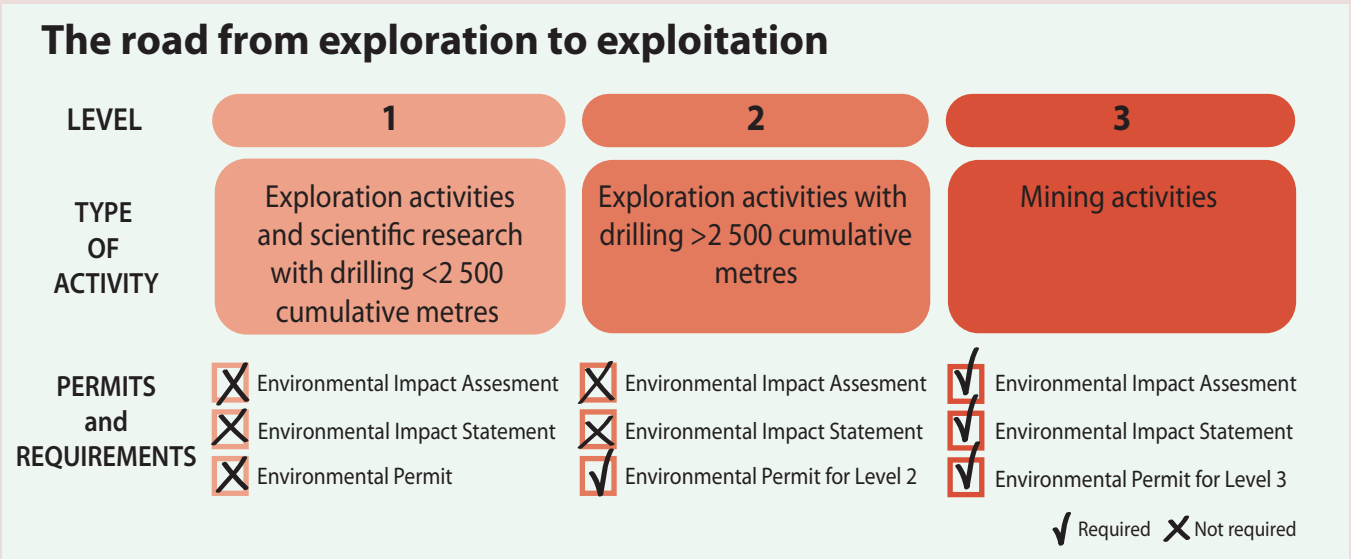 The road from exploration to exploitation
LEVEL
1
2
3
TYPE
OF
ACTIVITY
Exploration activities
and scientific research
with drilling <2 500
cumulative metres
Exploration activities with
drilling >2 500 cumulative
metres
Mining activities
PERMITS
and
REQUIREMENTS
Environmental Impact Assesment
Environmental Impact Statement
Environmental Permit
Environmental Impact Assesment
Environmental Impact Statement
Environmental Permit for Level 2
Environmental Impact Assesment
Environmental Impact Statement
Environmental Permit for Level 3
Required
Not required